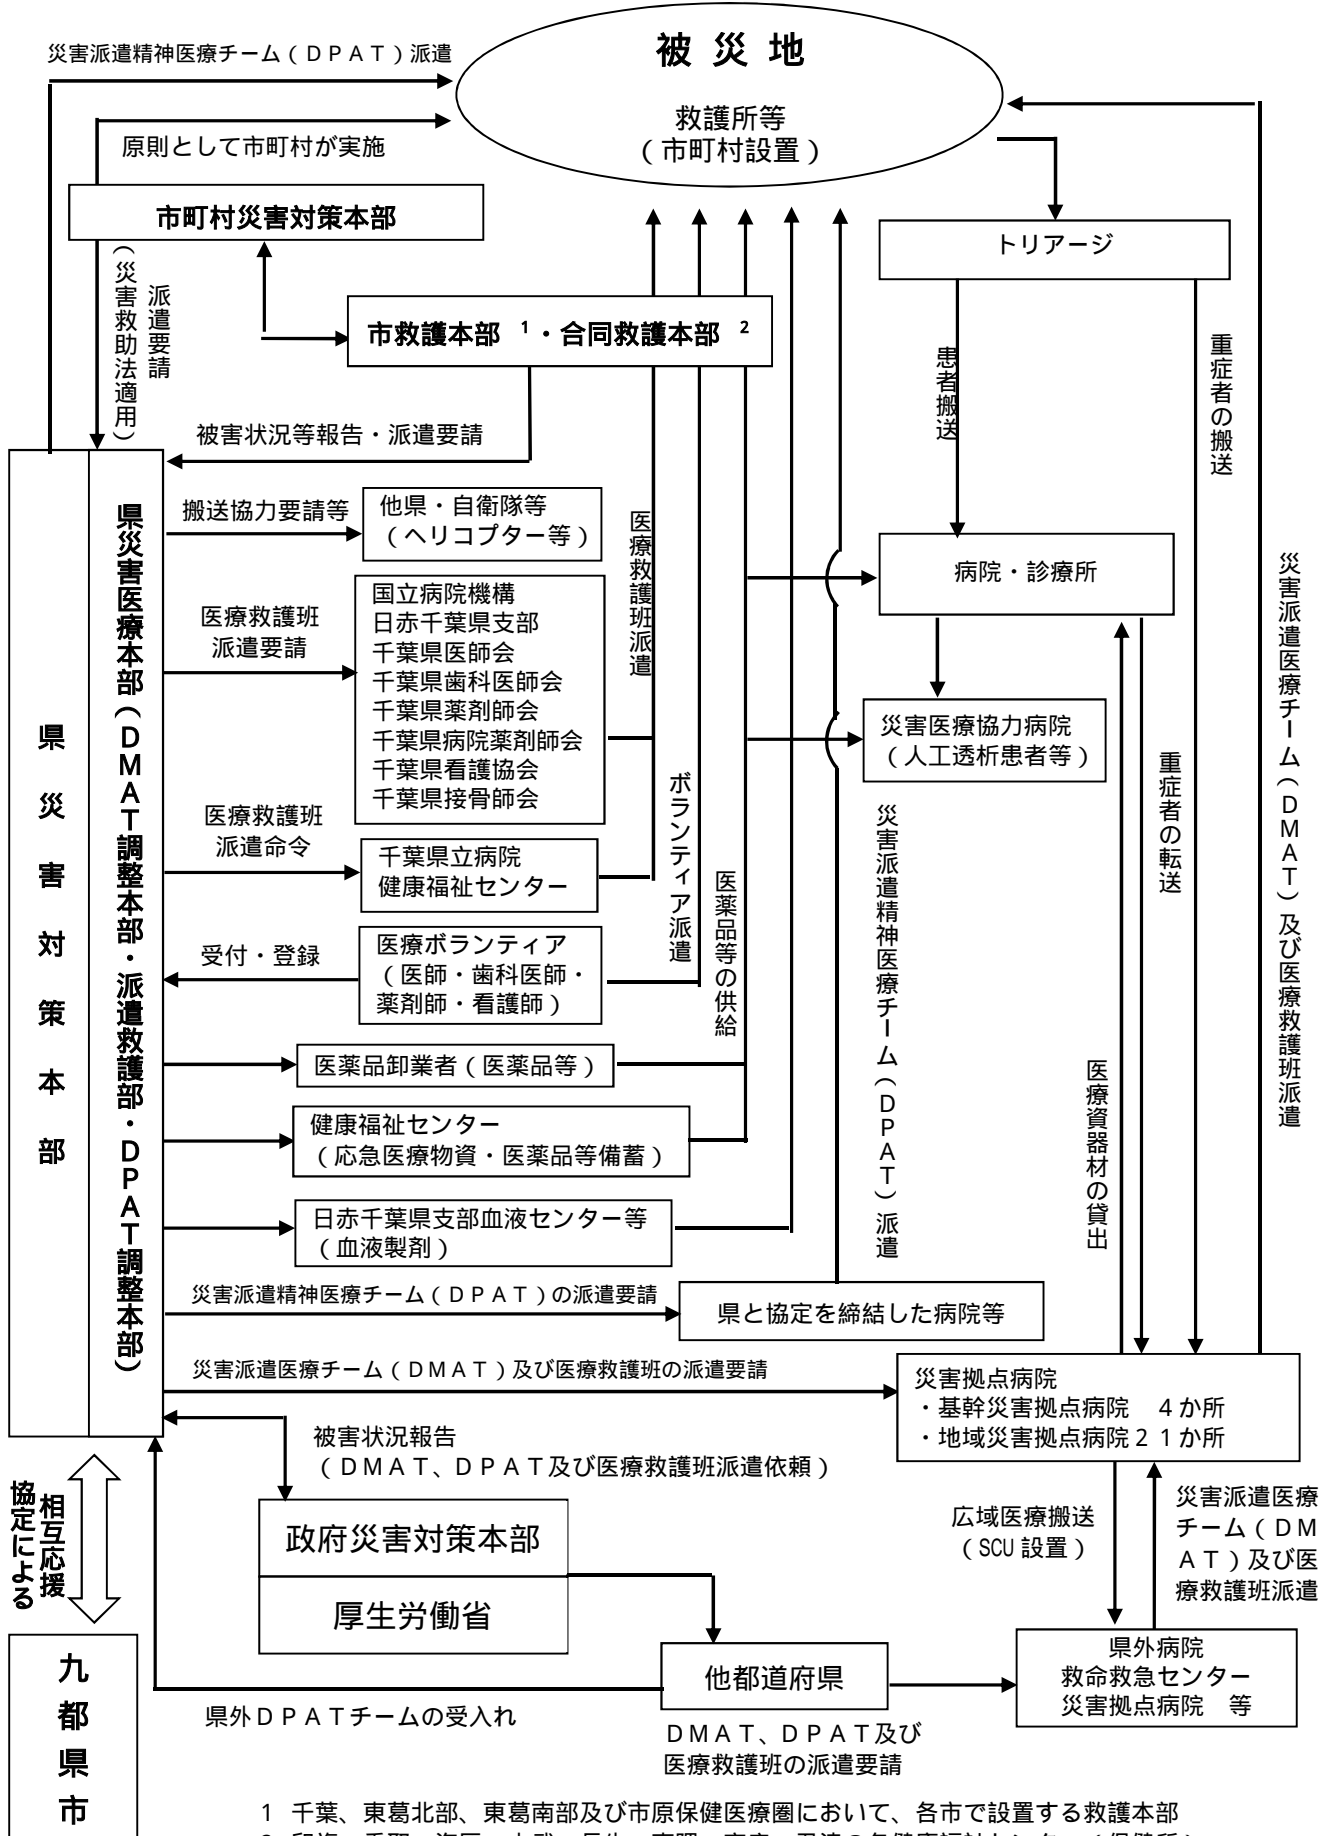 災害派遣精神医療チーム（ＤＰＡＴ）派遣
被 災 地
救護所等
（市町村設置）
原則として市町村が実施
市町村災害対策本部
派遣要請
（災害救助法適用）
市救護本部 1・合同救護本部 2
被害状況等報告・派遣要請
トリアージ
患者搬送
重症者の搬送
県災害対策本部
県災害医療本部（ＤＭＡＴ調整本部・派遣救護部・ＤＰＡＴ調整本部）
搬送協力要請等
他県・自衛隊等
（ヘリコプター等）
医療救護班
派遣要請
国立病院機構
日赤千葉県支部
千葉県医師会
千葉県歯科医師会
千葉県薬剤師会
千葉県病院薬剤師会
千葉県看護協会
千葉県接骨師会
医療救護班派遣
医療救護班
派遣命令
千葉県立病院
健康福祉センター
受付・登録
医療ボランティア
（医師・歯科医師・
薬剤師・看護師）
ボランティア派遣
医薬品等の供給
医薬品卸業者（医薬品等）
健康福祉センター
（応急医療物資・医薬品等備蓄）
日赤千葉県支部血液センター等
（血液製剤）
病院・診療所
災害医療協力病院
（人工透析患者等）
災害派遣精神医療チーム（ＤＰＡＴ）派遣
重症者の転送
医療資器材の貸出
災害派遣医療チーム（ＤＭＡＴ）及び医療救護班派遣
災害派遣精神医療チーム（ＤＰＡＴ）の派遣要請
県と協定を締結した病院等
災害派遣医療チーム（ＤＭＡＴ）及び医療救護班の派遣要請
災害拠点病院
・基幹災害拠点病院　４か所
・地域災害拠点病院２１か所
被害状況報告
（ＤＭＡＴ、ＤＰＡＴ及び医療救護班派遣依頼）
政府災害対策本部
厚生労働省
相互応援
協定による
九都県市
広域医療搬送
（SCU 設置）
災害派遣医療
チーム（ＤＭ
ＡＴ）及び医
療救護班派遣
他都道府県
県外病院
救命救急センター
災害拠点病院　等
県外ＤＰＡＴチームの受入れ
ＤＭＡＴ、ＤＰＡＴ及び
医療救護班の派遣要請
1 千葉、東葛北部、東葛南部及び市原保健医療圏において、各市で設置する救護本部